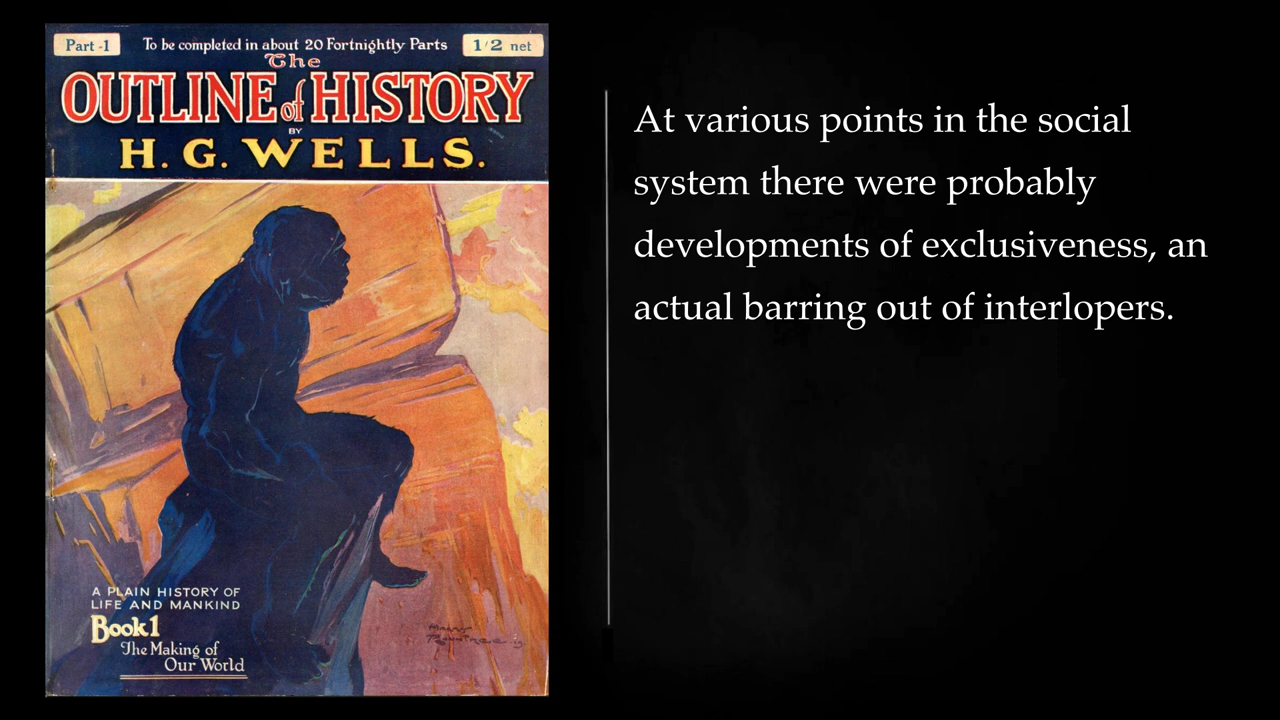 Part -1
To be completed in about 20 Fortnightly Parts
1/2 net
The
OUTLINE of HISTORY
BY
H. G. WELLS.
A PLAIN HISTORY OF
LIFE AND MANKIND
Book 1
The Making of
Our World
At various points in the social
system there were probably
developments of exclusiveness, an
actual barring out of interlopers.